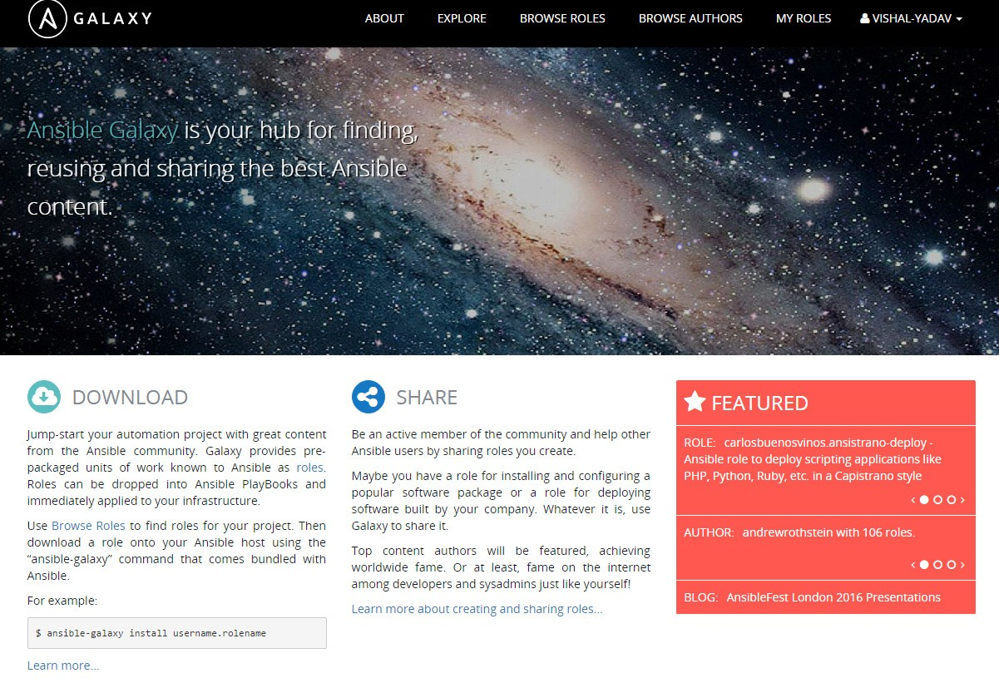 GALAXY
ABOUT
EXPLORE
BROWSE ROLES
BROWSE AUTHORS
MY ROLES
VISHAL-YADAV
Ansible Galaxy is your hub for finding,
reusing and sharing the best Ansible
content.
DOWNLOAD
Jump-start your automation project with great content
from the Ansible community. Galaxy provides pre-
packaged units of work known to Ansible as roles.
Roles can be dropped into Ansible PlayBooks and
immediately applied to your infrastructure.
Use Browse Roles to find roles for your project. Then
download a role onto your Ansible host using the
“ansible-galaxy” command that comes bundled with
Ansible.
For example:
$ ansible-galaxy install username.rolename
Learn more...
SHARE
Be an active member of the community and help other
Ansible users by sharing roles you create.
Maybe you have a role for installing and configuring a
popular software package or a role for deploying
software built by your company. Whatever it is, use
Galaxy to share it.
Top content authors will be featured, achieving
worldwide fame. Or at least, fame on the internet
among developers and sysadmins just like yourself!
Learn more about creating and sharing roles...
FEATURED
ROLE: carlosbuenosvinos.ansistrano-deploy -
Ansible role to deploy scripting applications like
PHP, Python, Ruby, etc. in a Capistrano style
AUTHOR: andrewrothstein with 106 roles.
BLOG: AnsibleFest London 2016 Presentations